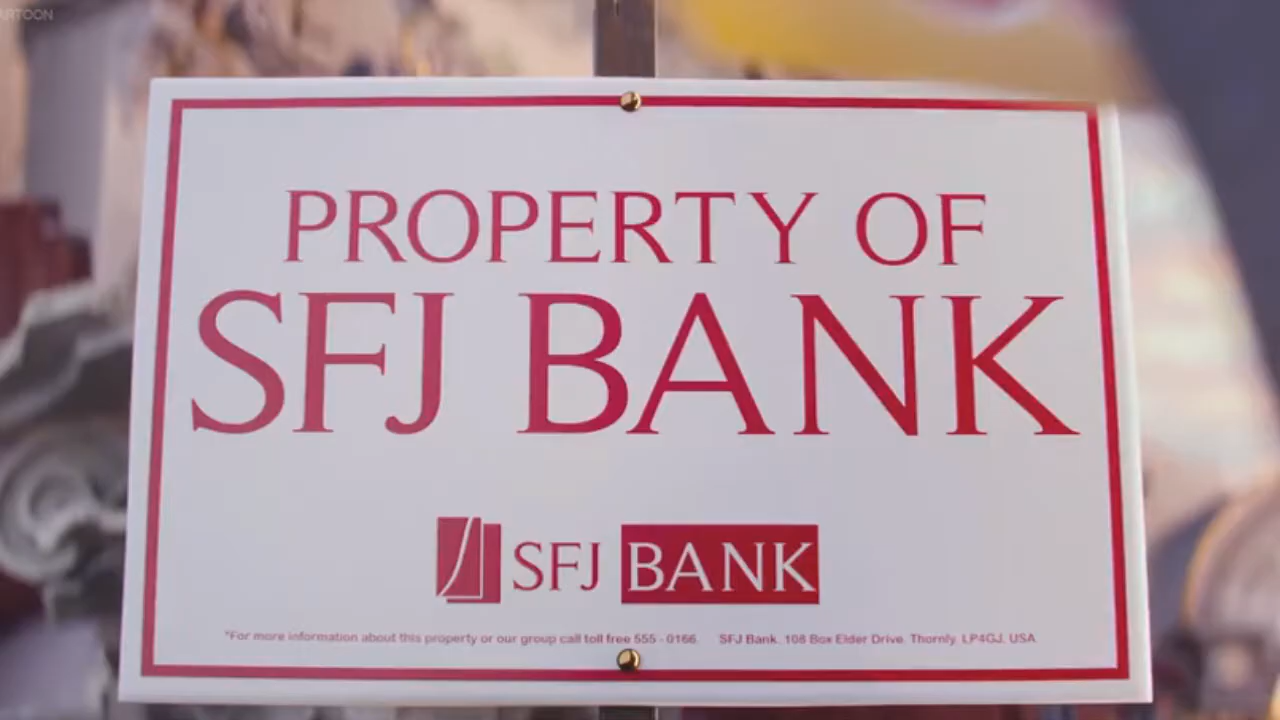 ARTOON
PROPERTY OF
SFJ BANK
SFJ BANK
*For more information about this property or our group call toll free 555 - 0166. SFJ Bank. 108 Box Elder Drive. Thornly. LP4GJ. USA